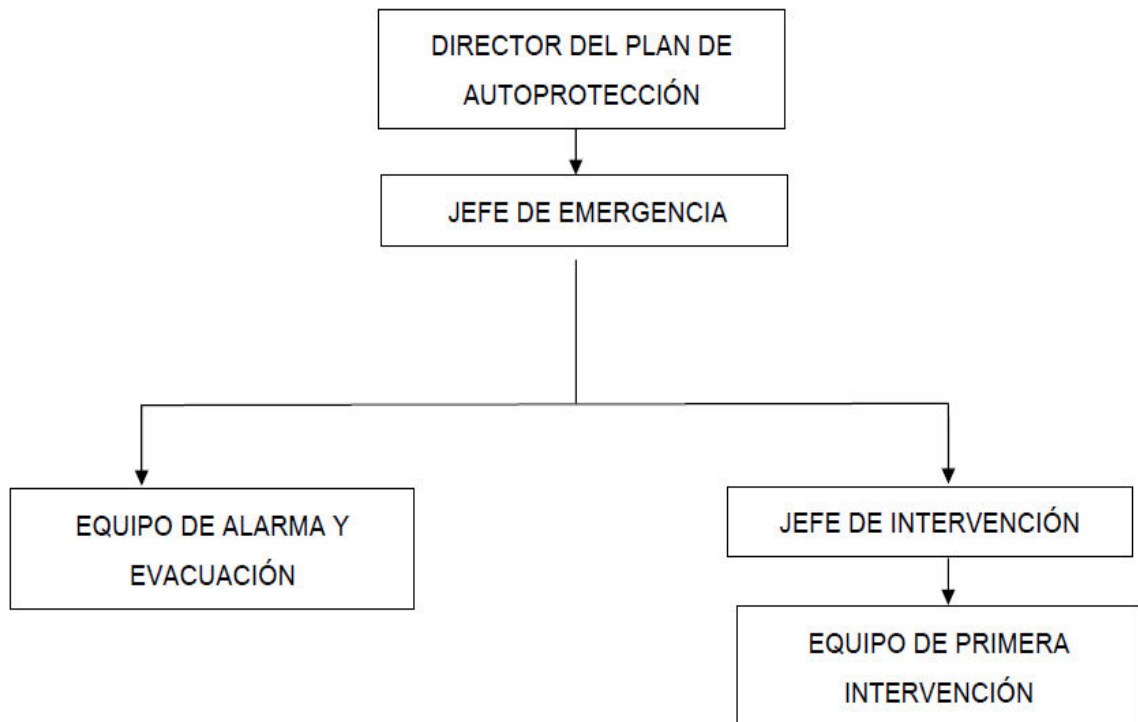 DIRECTOR DEL PLAN DE
AUTOPROTECCIÓN
JEFE DE EMERGENCIA
EQUIPO DE ALARMA Y
EVACUACIÓN
JEFE DE INTERVENCIÓN
EQUIPO DE PRIMERA
INTERVENCIÓN